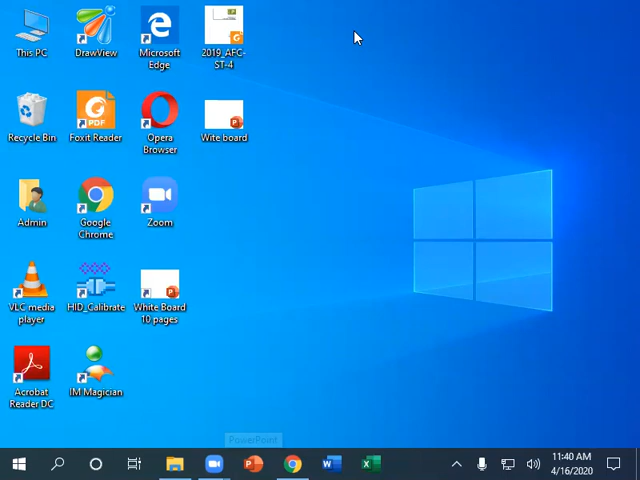 This PC
DrawView
Microsoft
Edge
2019_AFC-
ST-4
Recycle Bin
PDF
Foxit Reader
Opera
Browser
Wite board
Admin
Google
Chrome
Zoom
VLC media
player
HID_Calibrate
White Board
10 pages
Acrobat
Reader DC
IM Magician
PowerPoint
11:40 AM
4/16/2020